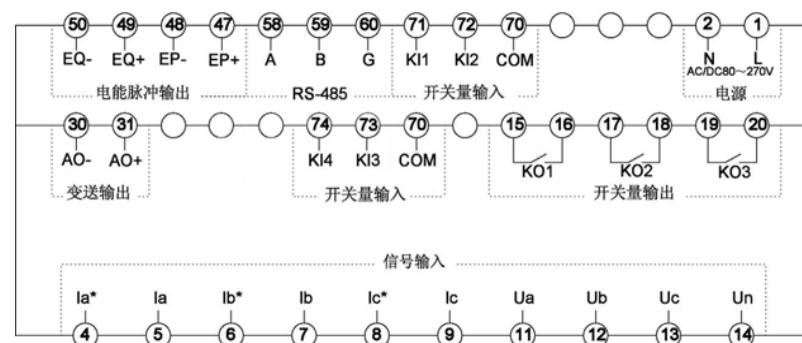 50 49 48 47 58 59 60 71 72 70 2 1
EQ- EQ+ EP- EP+ A B G KI1 KI2 COM N L
AC/DC80～270V
电能脉冲输出 RS-485 开关量输入 电源
30 31 74 73 70 15 16 17 18 19 20
AO- AO+ KI4 KI3 COM KO1 KO2 KO3
变送输出 开关量输入 开关量输出
信号输入
Ia* Ia Ib* Ib Ic* Ic Ua Ub Uc Un
4 5 6 7 8 9 11 12 13 14